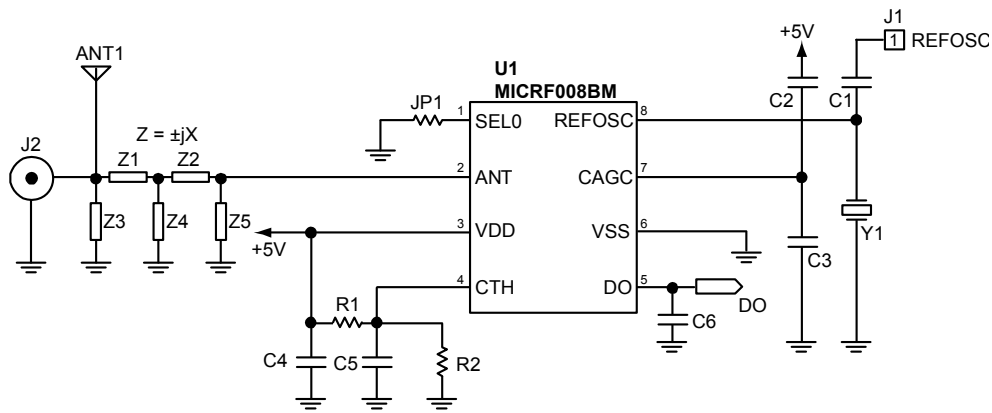 J1
1 REFOSC
+5V
ANT1
U1
MICRF008BM
C2
C1
JP1
1
SEL0
REFOSC
8
J2
Z = ±jX
Z1
Z2
2
ANT
CAGC
7
Z3
Z4
Z5
+5V
3
VDD
VSS
6
Y1
C3
4
CTH
DO
5
DO
R1
C6
C4
C5
R2